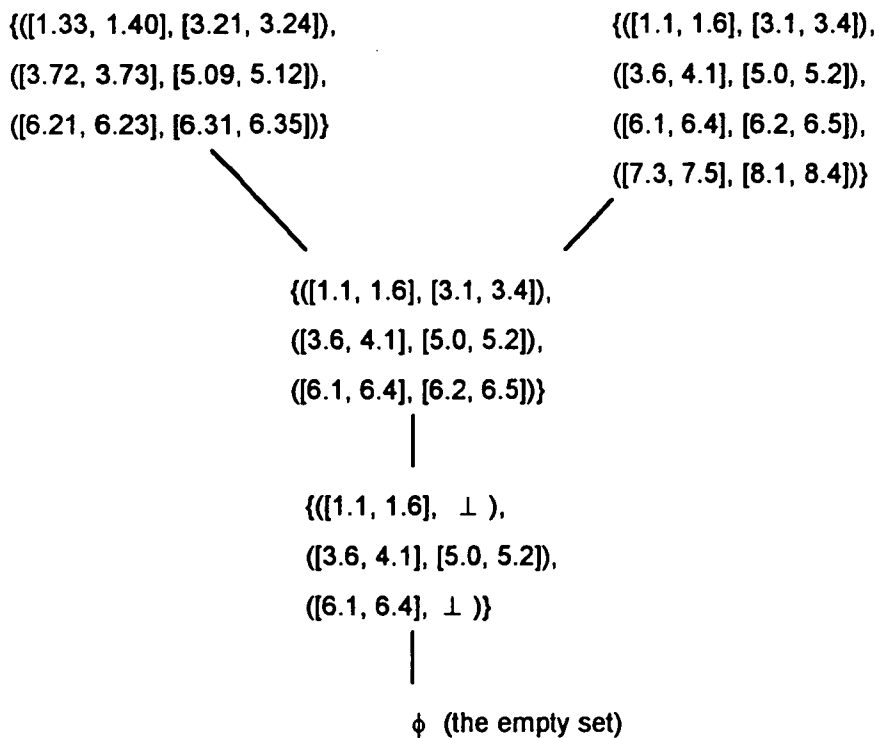 {([1.33, 1.40], [3.21, 3.24]),
([3.72, 3.73], [5.09, 5.12]),
([6.21, 6.23], [6.31, 6.35])}
{([1.1, 1.6], [3.1, 3.4]),
([3.6, 4.1], [5.0, 5.2]),
([6.1, 6.4], [6.2, 6.5]),
([7.3, 7.5], [8.1, 8.4])}
{([1.1, 1.6], [3.1, 3.4]),
([3.6, 4.1], [5.0, 5.2]),
([6.1, 6.4], [6.2, 6.5])}
{([1.1, 1.6], ⊥ ),
([3.6, 4.1], [5.0, 5.2]),
([6.1, 6.4], ⊥ )}
ϕ (the empty set)